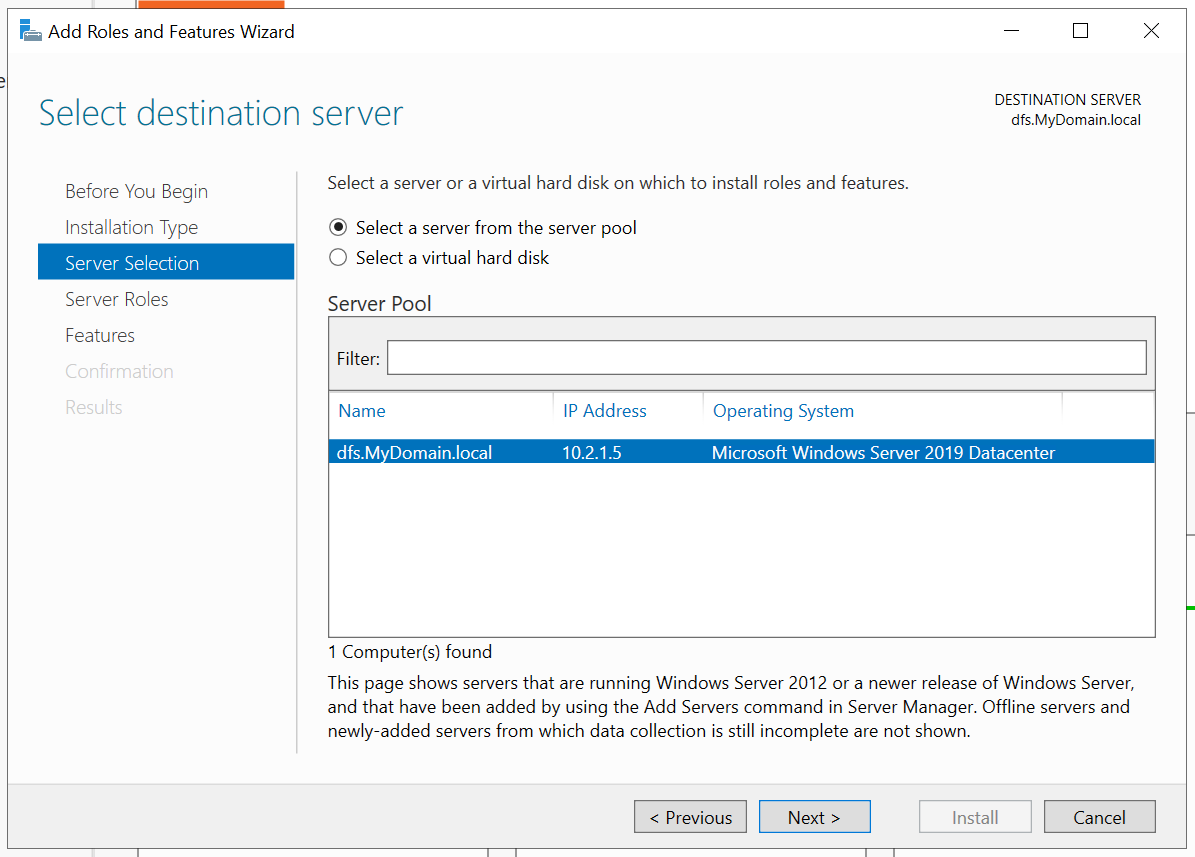 Add Roles and Features Wizard
Select destination server
DESTINATION SERVER
dfs.MyDomain.local
Before You Begin
Installation Type
Server Selection
Server Roles
Features
Confirmation
Results
Select a server or a virtual hard disk on which to install roles and features.
Select a server from the server pool
Select a virtual hard disk
Server Pool
Filter:
Name IP Address Operating System
dfs.MyDomain.local 10.2.1.5 Microsoft Windows Server 2019 Datacenter
1 Computer(s) found
This page shows servers that are running Windows Server 2012 or a newer release of Windows Server,
and that have been added by using the Add Servers command in Server Manager. Offline servers and
newly-added servers from which data collection is still incomplete are not shown.
< Previous Next > Install Cancel